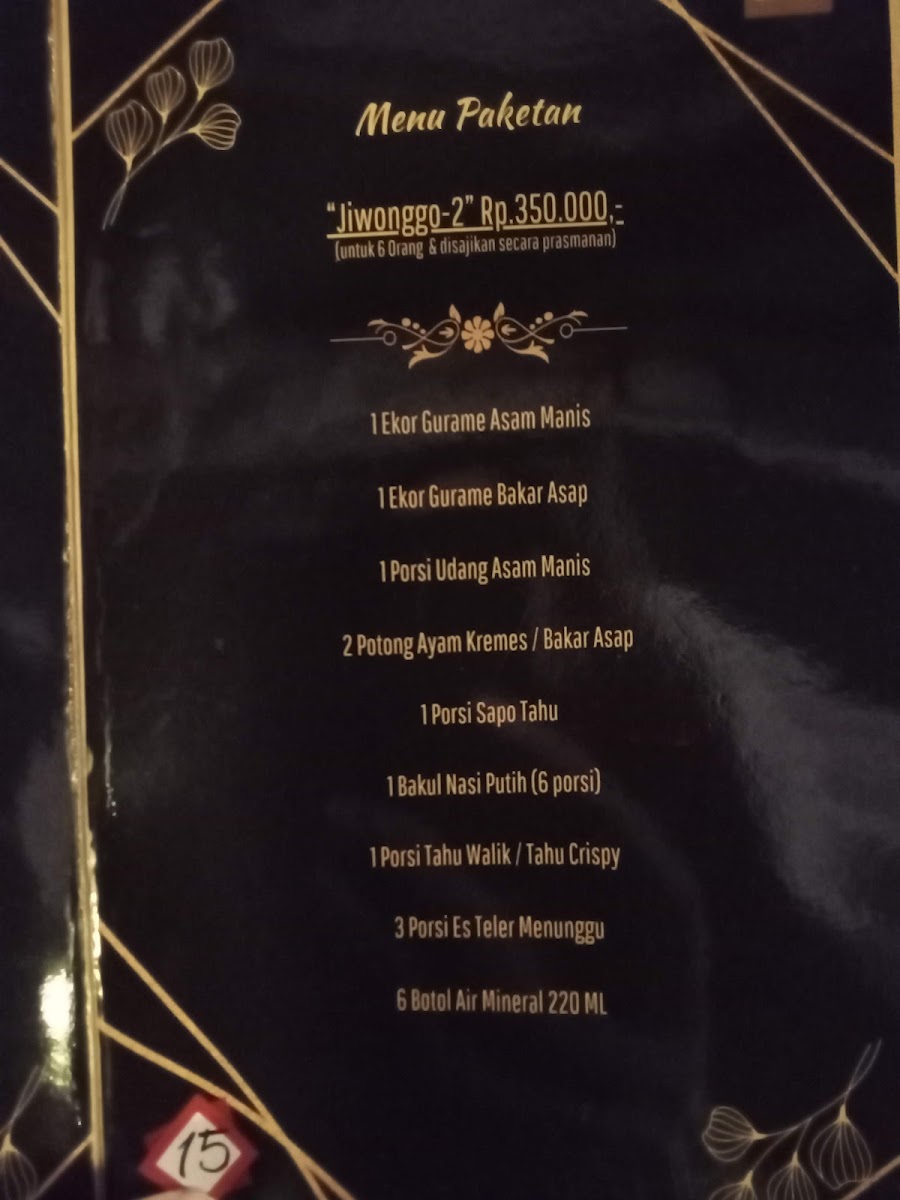 Menu Paketan
“Jiwonggo-2” Rp.350.000,-
(untuk 6 Orang & disajikan secara prasmanan)
1 Ekor Gurame Asam Manis
1 Ekor Gurame Bakar Asap
1 Porsi Udang Asam Manis
2 Potong Ayam Kremes / Bakar Asap
1 Porsi Sapo Tahu
1 Bakul Nasi Putih (6 porsi)
1 Porsi Tahu Walik / Tahu Crispy
3 Porsi Es Teler Menunggu
6 Botol Air Mineral 220 ML
15